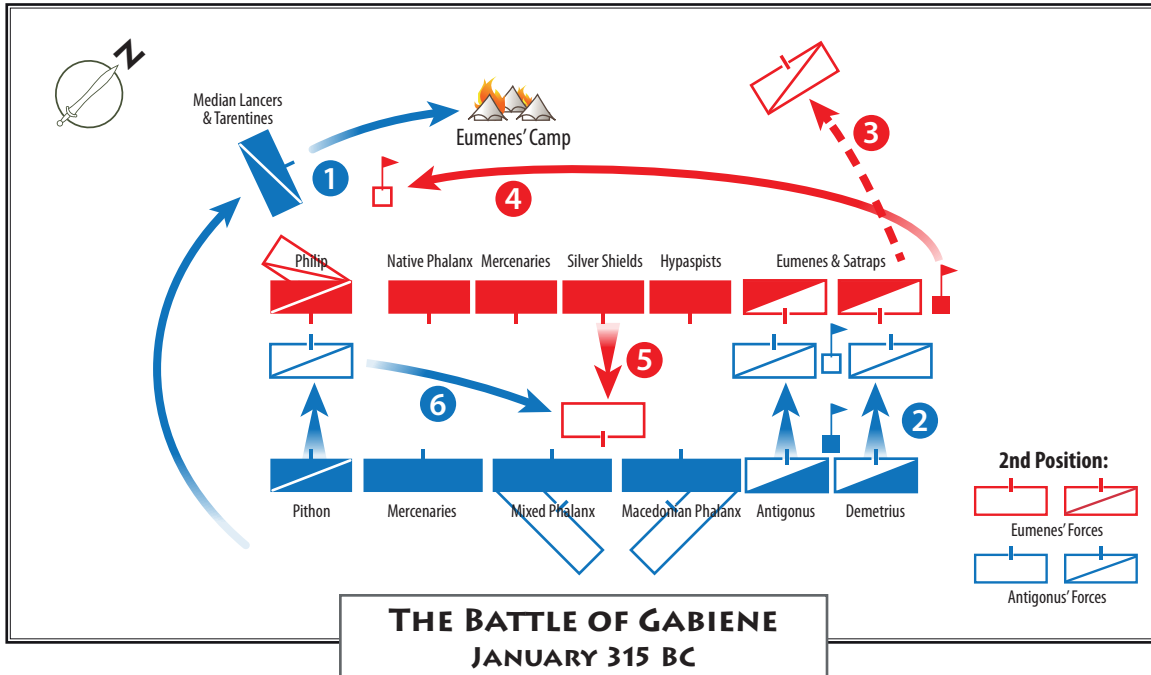 N
Median Lancers
& Tarentines
Eumenes’ Camp
1
3
4
Philip
Native Phalanx
Mercenaries
Silver Shields
Hypaspists
Eumenes & Satraps
5
6
2
Pithon
Mercenaries
Mixed Phalanx
Macedonian Phalanx
Antigonus
Demetrius
2nd Position:
Eumenes’ Forces
Antigonus’ Forces
The Battle of Gabiene
January 315 BC